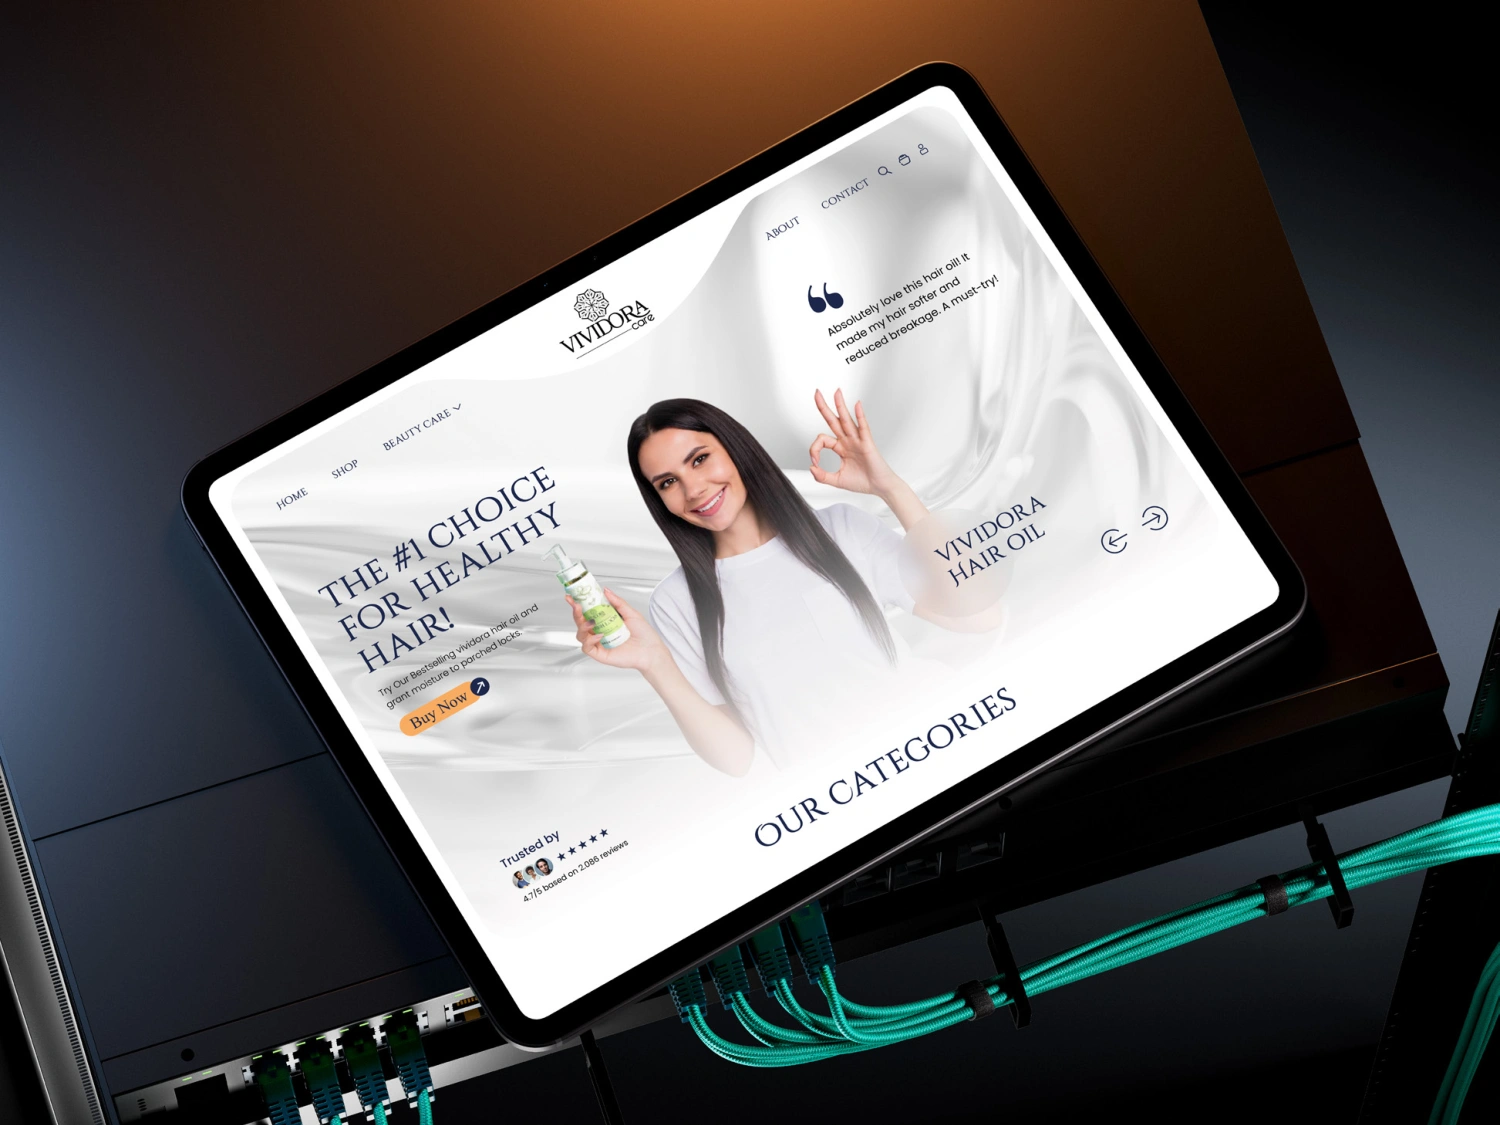 HOME
SHOP
BEAUTY CARE
VIVIDORA
care
ABOUT
CONTACT
THE #1 CHOICE
FOR HEALTHY
HAIR!
Try Our Bestselling vividora hair oil and
grant moisture to parched locks.
Buy Now
Absolutely love this hair oil! It
made my hair softer and
reduced breakage. A must-try!
VIVIDORA
HAIR OIL
Trusted by
4.7/5 based on 2.086 reviews
OUR CATEGORIES